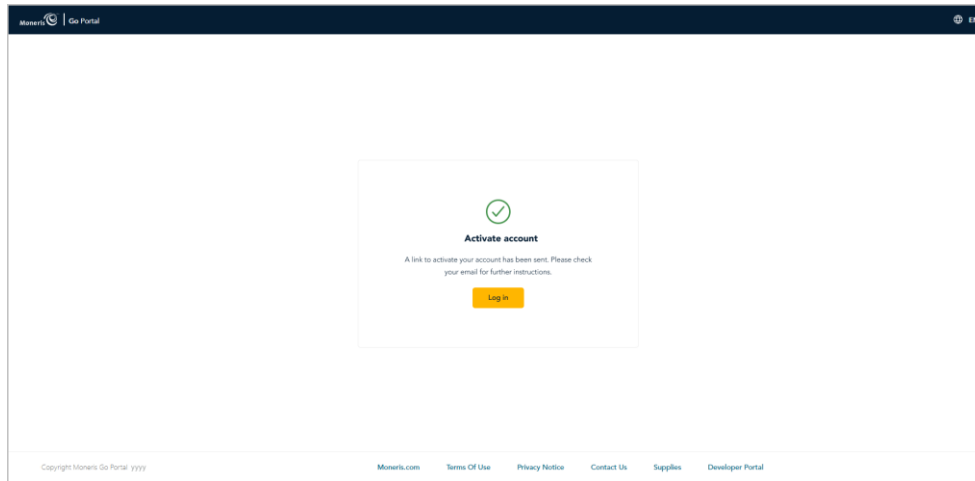 Moneris Go Portal EN
Activate account
A link to activate your account has been sent. Please check
your email for further instructions.
Log in
Copyright Moneris Go Portal yyyy Moneris.com Terms Of Use Privacy Notice Contact Us Supplies Developer Portal